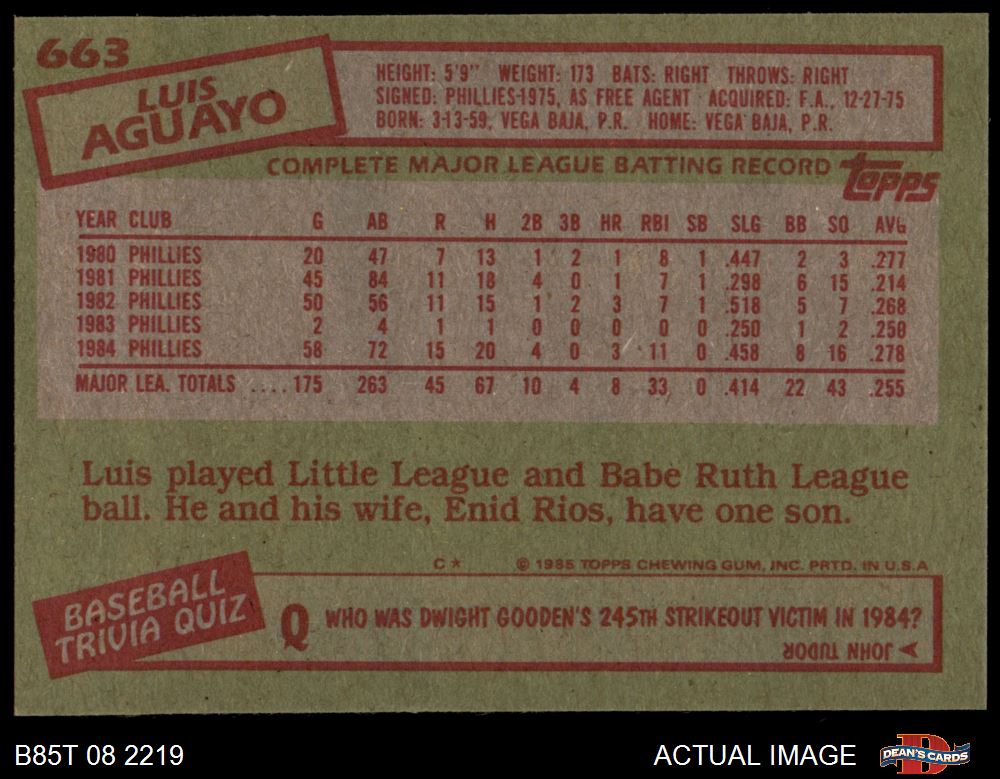 663
LUIS
AGUAYO
HEIGHT: 5'9" WEIGHT: 173 BATS: RIGHT THROWS: RIGHT
SIGNED: PHILLIES-1975, AS FREE AGENT ACQUIRED: F.A., 12-27-75
BORN: 3-13-59, VEGA BAJA, P.R. HOME: VEGA BAJA, P.R.
COMPLETE MAJOR LEAGUE BATTING RECORD
topps
YEAR CLUB G AB R H 2B 3B HR RBI SB SLG BB SO AVG
1980 PHILLIES 20 47 7 13 1 2 1 8 1 .447 2 3 .277
1981 PHILLIES 45 84 11 18 4 0 1 7 1 .298 6 15 .214
1982 PHILLIES 50 56 11 15 1 2 3 7 1 .518 5 7 .268
1983 PHILLIES 2 4 1 1 0 0 0 0 0 .250 1 2 .250
1984 PHILLIES 58 72 15 20 4 0 3 11 0 .458 8 16 .278
MAJOR LEA. TOTALS .... 175 263 45 67 10 4 8 33 0 .414 22 43 .255
Luis played Little League and Babe Ruth League
ball. He and his wife, Enid Rios, have one son.
C* © 1985 TOPPS CHEWING GUM, INC. PRTD. IN U.S.A
BASEBALL
TRIVIA QUIZ
Q WHO WAS DWIGHT GOODEN'S 245TH STRIKEOUT VICTIM IN 1984?
A JOHN TUDOR
B85T 08 2219
ACTUAL IMAGE
DEAN'S CARDS